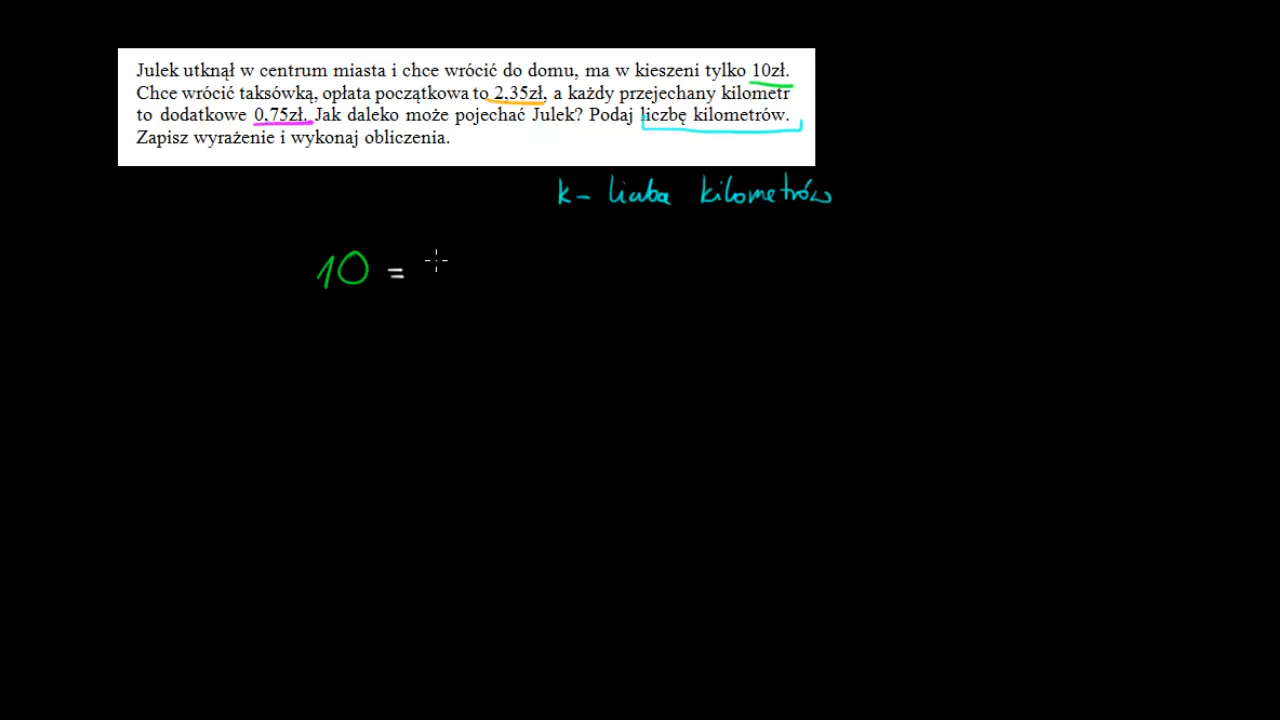 Julek utknął w centrum miasta i chce wrócić do domu, ma w kieszeni tylko 10zł.
Chce wrócić taksówką, opłata początkowa to 2,35zł, a każdy przejechany kilometr
to dodatkowe 0,75zł. Jak daleko może pojechać Julek? Podaj liczbę kilometrów.
Zapisz wyrażenie i wykonaj obliczenia.
k - liczba kilometrów
10 =